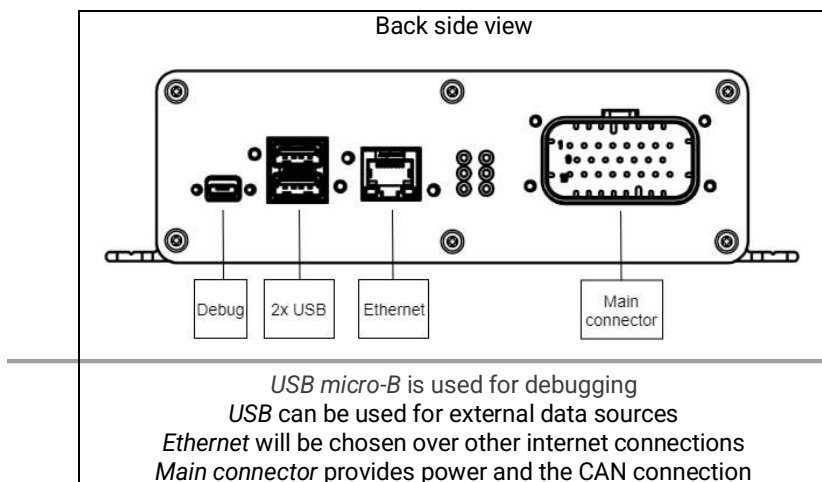 Back side view
1
Debug
2x USB
Ethernet
Main
connector
USB micro-B is used for debugging
USB can be used for external data sources
Ethernet will be chosen over other internet connections
Main connector provides power and the CAN connection